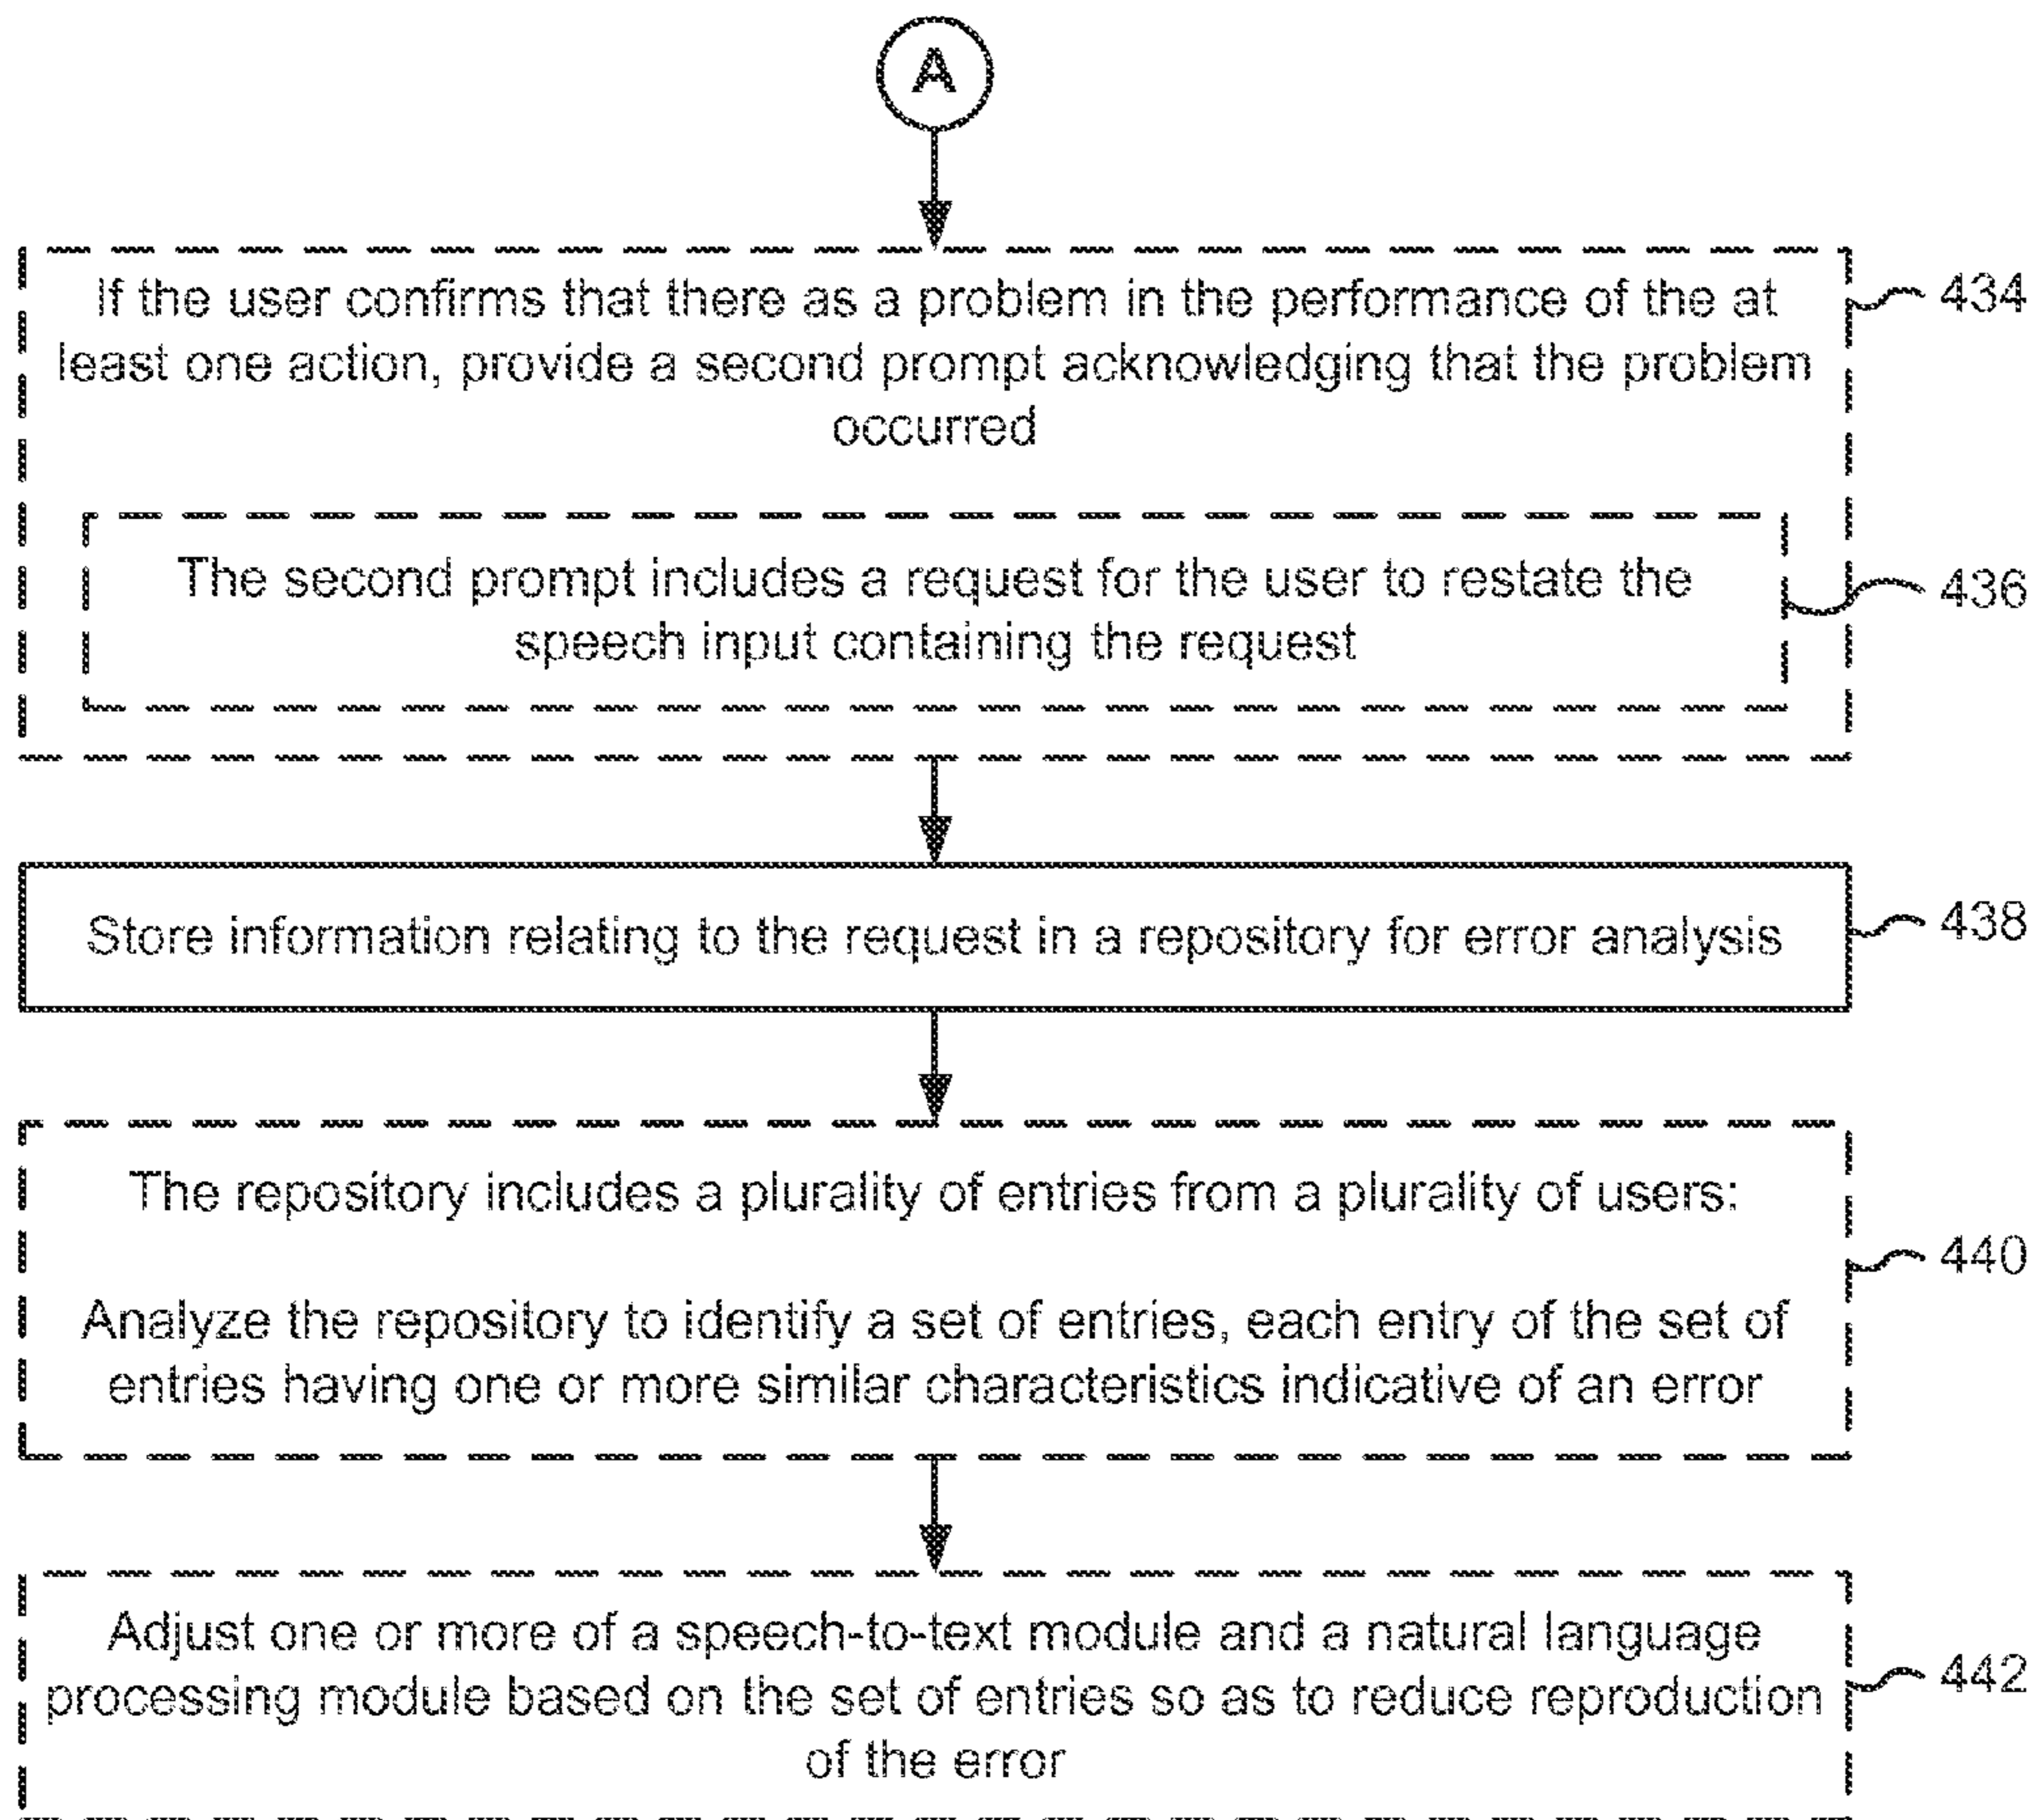 A
If the user confirms that there as a problem in the performance of the at
least one action, provide a second prompt acknowledging that the problem
occurred
434
The second prompt includes a request for the user to restate the
speech input containing the request
436
Store information relating to the request in a repository for error analysis
438
The repository includes a plurality of entries from a plurality of users:
Analyze the repository to identify a set of entries, each entry of the set of
entries having one or more similar characteristics indicative of an error
440
Adjust one or more of a speech-to-text module and a natural language
processing module based on the set of entries so as to reduce reproduction
of the error
442